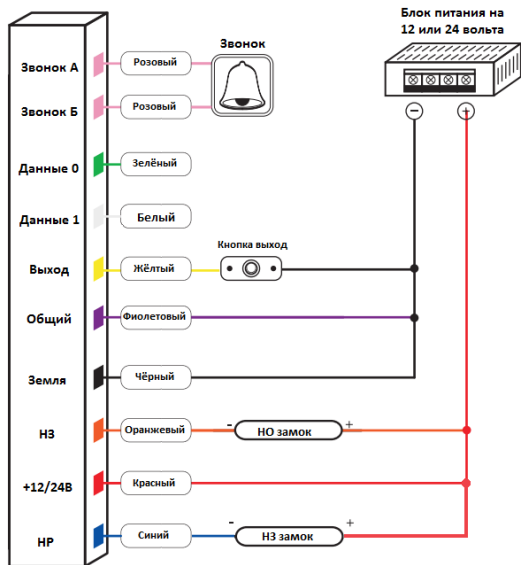 Блок питания на
12 или 24 вольта
Звонок
Звонок А
Розовый
Звонок Б
Розовый
−
+
Данные 0
Зелёный
Данные 1
Белый
Выход
Жёлтый
Кнопка выход
Общий
Фиолетовый
Земля
Чёрный
НЗ
Оранжевый
-
НО замок
+
+12/24В
Красный
НР
Синий
-
НЗ замок
+